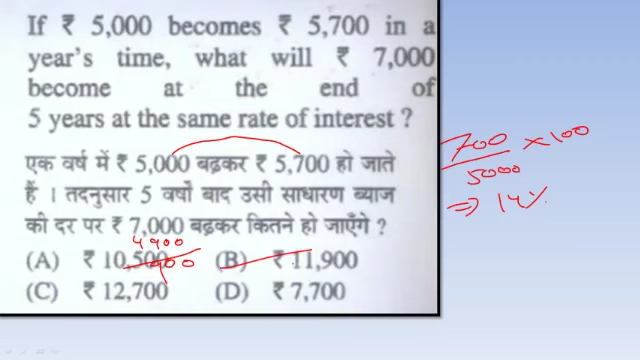 If ₹ 5,000 becomes ₹ 5,700 in a
year's time, what will ₹ 7,000
become at the end of
5 years at the same rate of interest ?
एक वर्ष में ₹ 5,000 बढ़कर ₹ 5,700 हो जाते
हैं । तदनुसार 5 वर्षों बाद उसी साधारण ब्याज
की दर पर ₹ 7,000 बढ़कर कितने हो जाएँगे ?
4900
(A) ₹ 10,500 (B) ₹ 11,900
900
(C) ₹ 12,700 (D) ₹ 7,700
700 × 100
5000
⇒ 14%